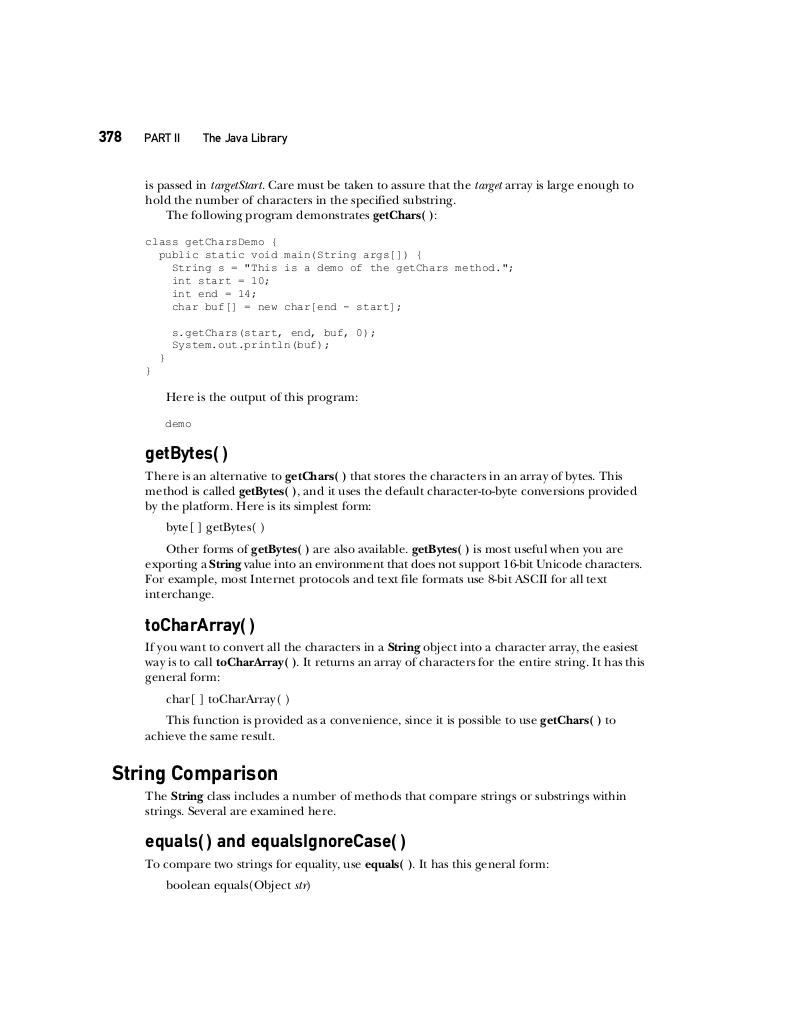 378 PART II The Java Library
is passed in targetStart. Care must be taken to assure that the target array is large enough to
hold the number of characters in the specified substring.
The following program demonstrates getChars( ):
class getCharsDemo {
  public static void main(String args[]) {
    String s = "This is a demo of the getChars method.";
    int start = 10;
    int end = 14;
    char buf[] = new char[end - start];

    s.getChars(start, end, buf, 0);
    System.out.println(buf);
  }
}
Here is the output of this program:
demo
getBytes( )
There is an alternative to getChars( ) that stores the characters in an array of bytes. This
method is called getBytes( ), and it uses the default character-to-byte conversions provided
by the platform. Here is its simplest form:
byte[ ] getBytes( )
Other forms of getBytes( ) are also available. getBytes( ) is most useful when you are
exporting a String value into an environment that does not support 16-bit Unicode characters.
For example, most Internet protocols and text file formats use 8-bit ASCII for all text
interchange.
toCharArray( )
If you want to convert all the characters in a String object into a character array, the easiest
way is to call toCharArray( ). It returns an array of characters for the entire string. It has this
general form:
char[ ] toCharArray( )
This function is provided as a convenience, since it is possible to use getChars( ) to
achieve the same result.
String Comparison
The String class includes a number of methods that compare strings or substrings within
strings. Several are examined here.
equals( ) and equalsIgnoreCase( )
To compare two strings for equality, use equals( ). It has this general form:
boolean equals(Object str)